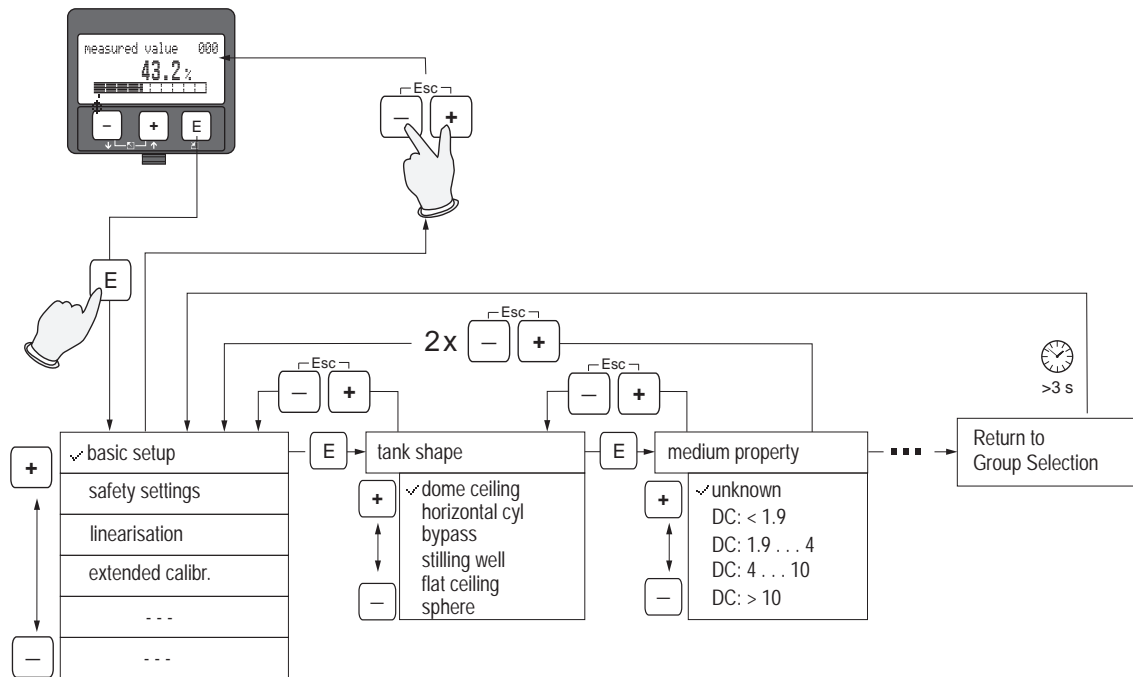 measured value 000
43.2%
Esc
– +
– + E
E
Esc
2x – +
Esc
– +
Esc
– +
>3 s
+
✓ basic setup
safety settings
linearisation
extended calibr.
- - -
- - -
–
E
tank shape
+
✓ dome ceiling
horizontal cyl
bypass
stilling well
flat ceiling
sphere
–
E
medium property
+
✓ unknown
DC: < 1.9
DC: 1.9 . . . 4
DC: 4 . . . 10
DC: > 10
–
Return to
Group Selection